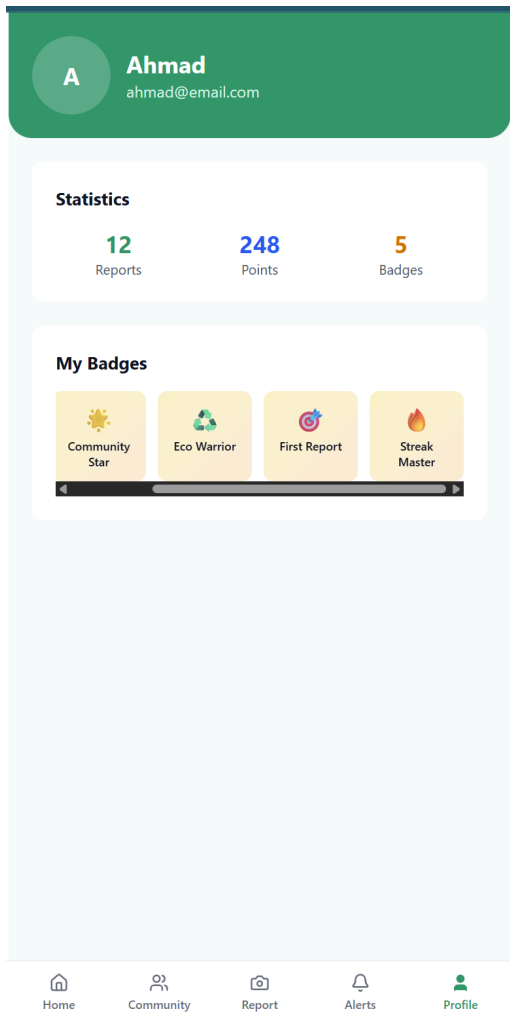 A
Ahmad
ahmad@email.com
Statistics
12
Reports
248
Points
5
Badges
My Badges
Community
Star
Eco Warrior
First Report
Streak
Master
Home
Community
Report
Alerts
Profile